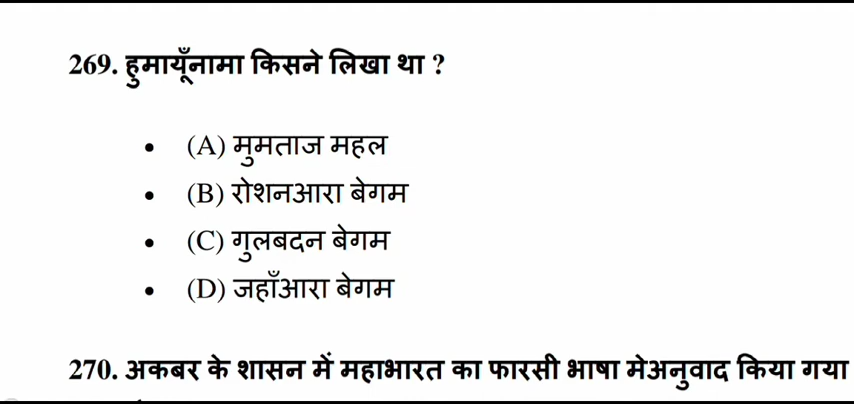 269. हुमायूँनामा किसने लिखा था ?
• (A) मुमताज महल
• (B) रोशनआरा बेगम
• (C) गुलबदन बेगम
• (D) जहाँआरा बेगम
270. अकबर के शासन में महाभारत का फारसी भाषा मेअनुवाद किया गया